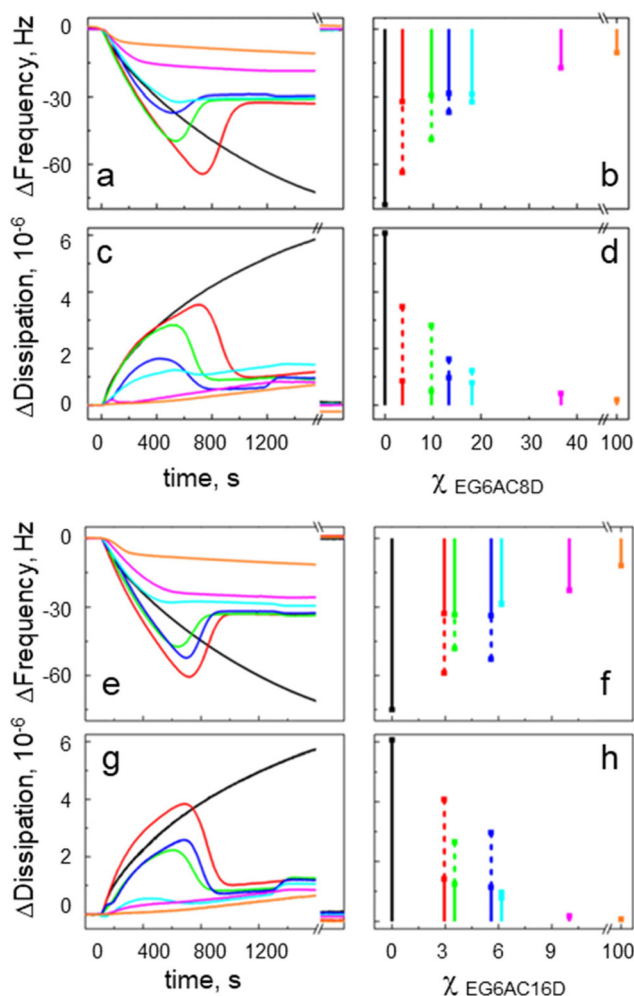 ΔFrequency, Hz
0
-30
-60
a
b
ΔDissipation, 10-6
6
4
2
0
c
d
0 400 800 1200
0 10 20 30 40 100
time, s
χ EG6AC8D
ΔFrequency, Hz
0
-30
-60
e
f
ΔDissipation, 10-6
6
4
2
0
g
h
0 400 800 1200
0 3 6 9 100
time, s
χ EG6AC16D